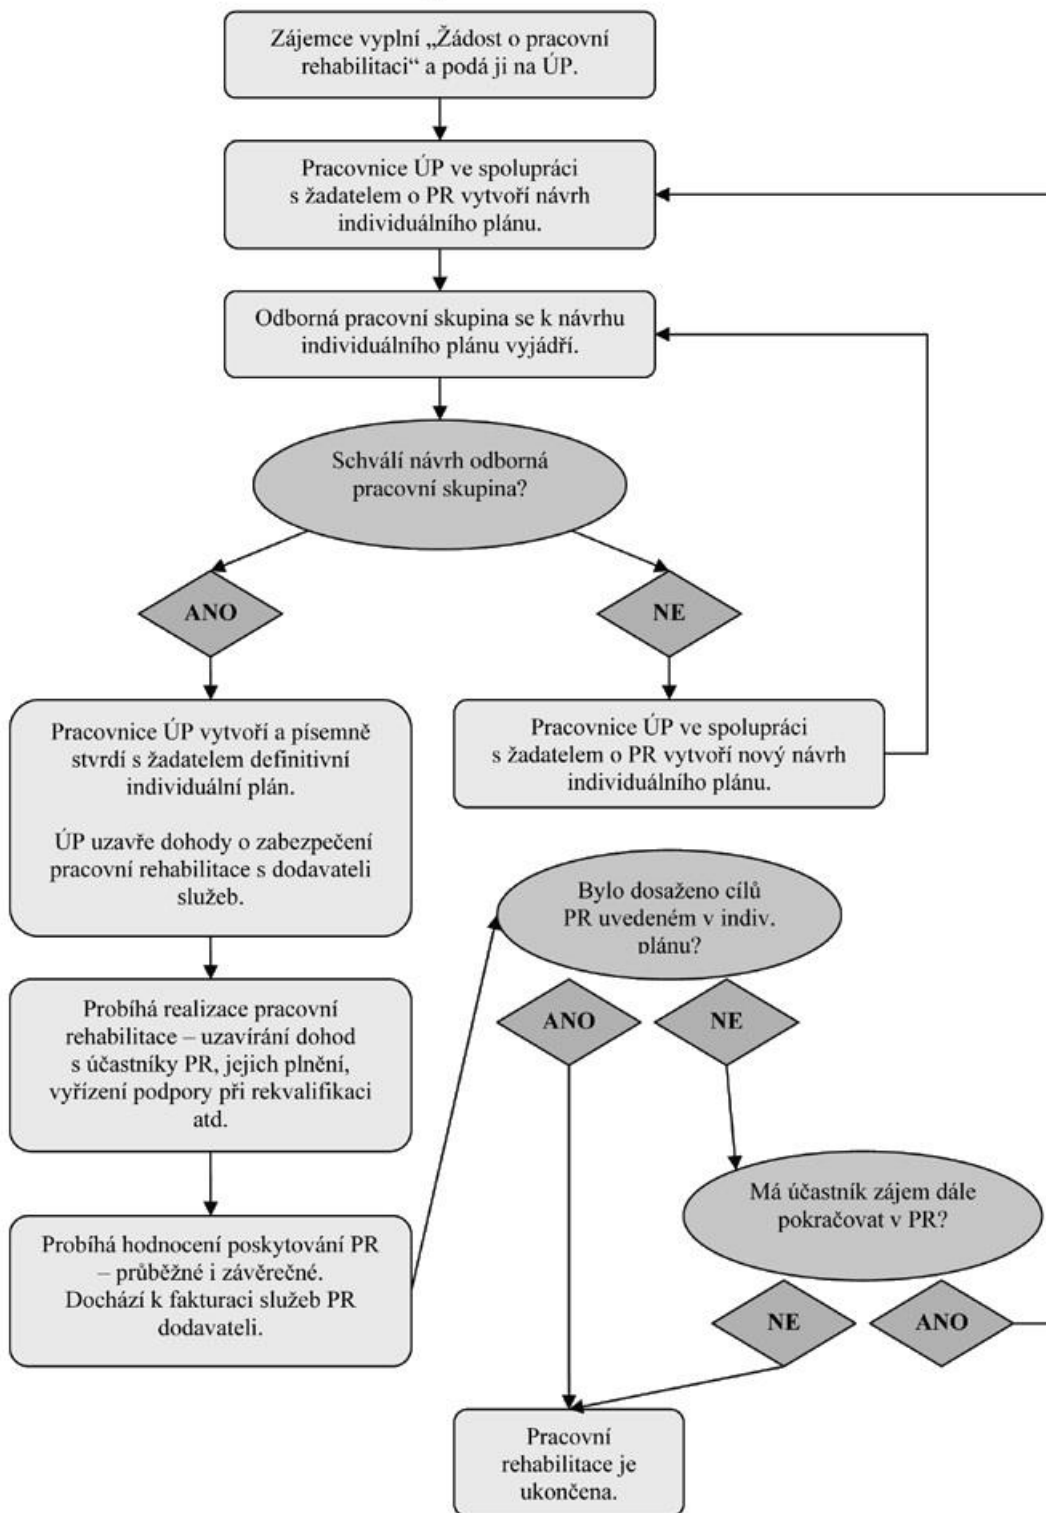 Zájemce vyplní „Žádost o pracovní
rehabilitaci“ a podá ji na ÚP.
Pracovnice ÚP ve spolupráci
s žadatelem o PR vytvoří návrh
individuálního plánu.
Odborná pracovní skupina se k návrhu
individuálního plánu vyjádří.
Schválí návrh odborná
pracovní skupina?
ANO
NE
Pracovnice ÚP vytvoří a písemně
stvrdí s žadatelem definitivní
individuální plán.
ÚP uzavře dohody o zabezpečení
pracovní rehabilitace s dodavateli
služeb.
Pracovnice ÚP ve spolupráci
s žadatelem o PR vytvoří nový návrh
individuálního plánu.
Bylo dosaženo cílů
PR uvedeném v indiv.
plánu?
ANO
NE
Probíhá realizace pracovní
rehabilitace – uzavírání dohod
s účastníky PR, jejich plnění,
vyřízení podpory při rekvalifikaci
atd.
Má účastník zájem dále
pokračovat v PR?
Probíhá hodnocení poskytování PR
– průběžné i závěrečné.
Dochází k fakturaci služeb PR
dodavateli.
NE
ANO
Pracovní
rehabilitace je
ukončena.